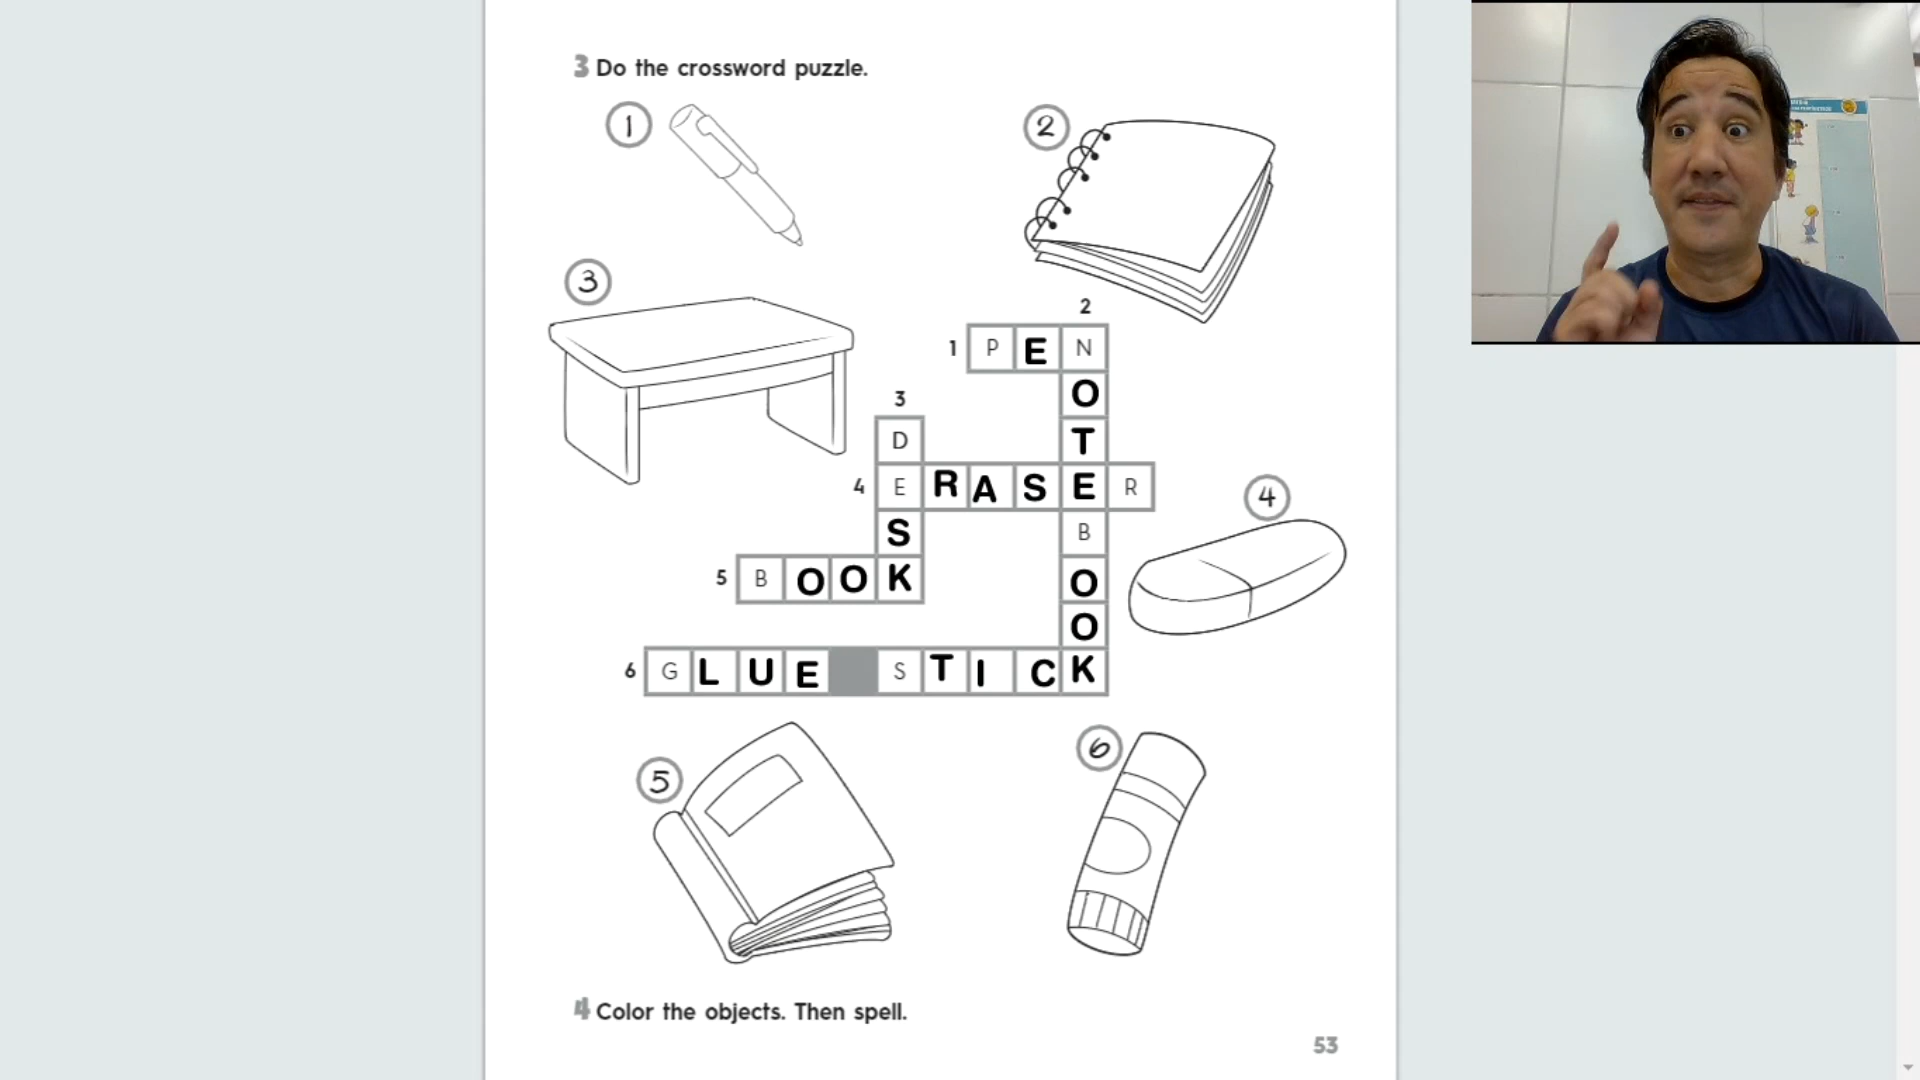 3 Do the crossword puzzle.
1
2
3
2
1 P E N
O
3
T
D
4 E R A S E R
S B
5 B O O K O
O
6 G L U E S T I C K
4
5
6
4 Color the objects. Then spell.
53